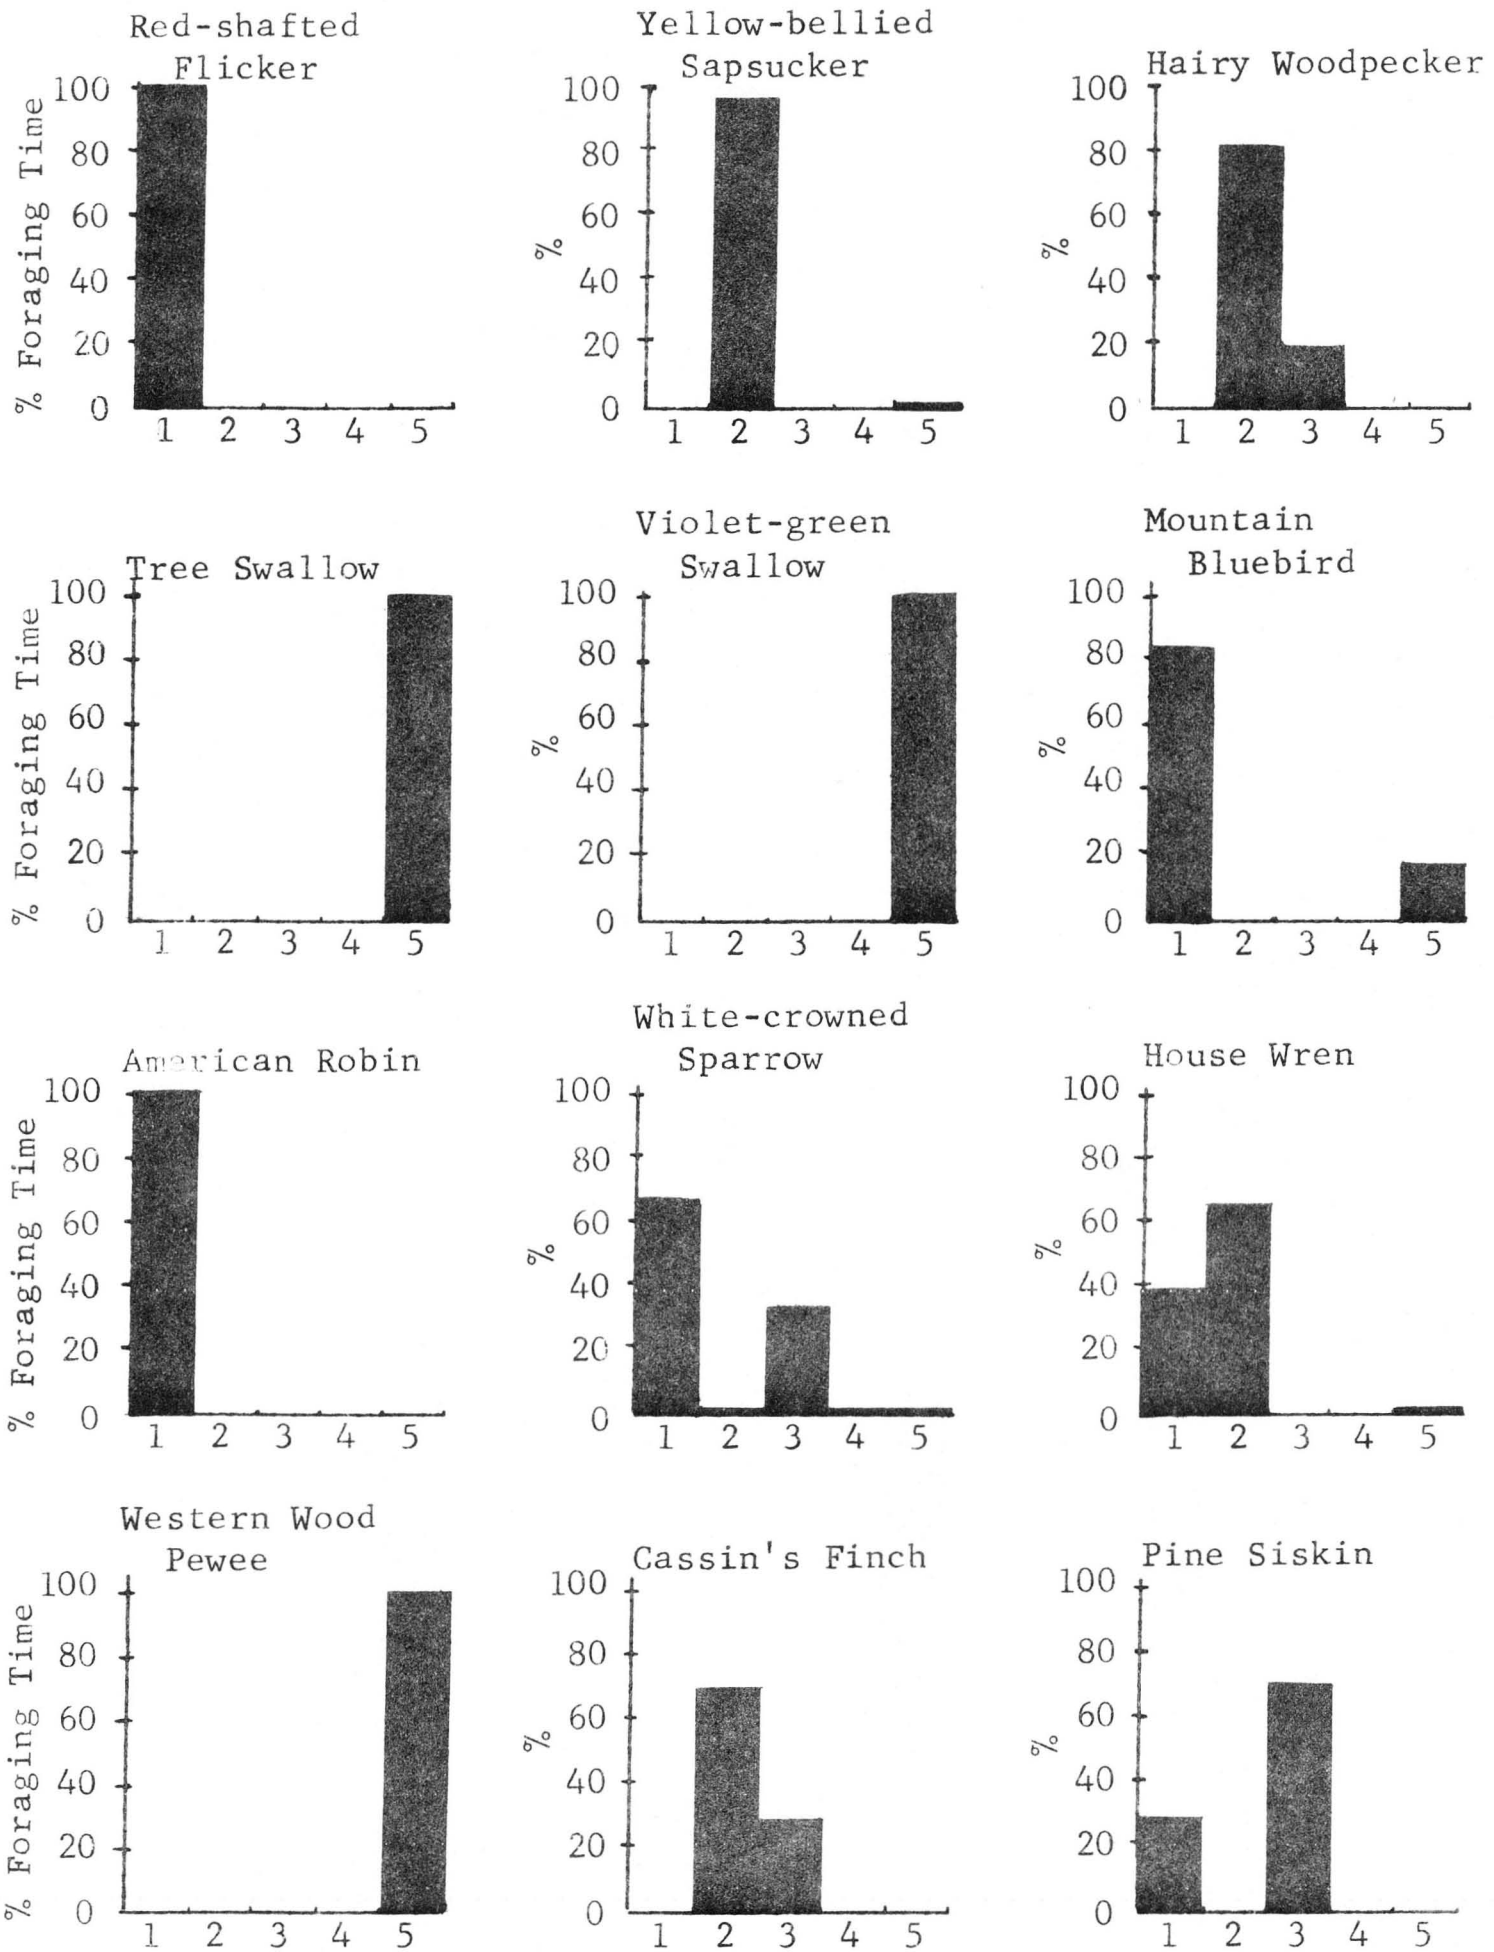 Red-shafted
Flicker
% Foraging Time
100
80
60
40
20
0
1 2 3 4 5
Yellow-bellied
Sapsucker
%
100
80
60
40
20
0
1 2 3 4 5
Hairy Woodpecker
%
100
80
60
40
20
0
1 2 3 4 5
Tree Swallow
% Foraging Time
100
80
60
40
20
0
1 2 3 4 5
Violet-green
Swallow
%
100
80
60
40
20
0
1 2 3 4 5
Mountain
Bluebird
%
100
80
60
40
20
0
1 2 3 4 5
American Robin
% Foraging Time
100
80
60
40
20
0
1 2 3 4 5
White-crowned
Sparrow
%
100
80
60
40
20
0
1 2 3 4 5
House Wren
%
100
80
60
40
20
0
1 2 3 4 5
Western Wood
Pewee
% Foraging Time
100
80
60
40
20
0
1 2 3 4 5
Cassin's Finch
%
100
80
60
40
20
0
1 2 3 4 5
Pine Siskin
%
100
80
60
40
20
0
1 2 3 4 5